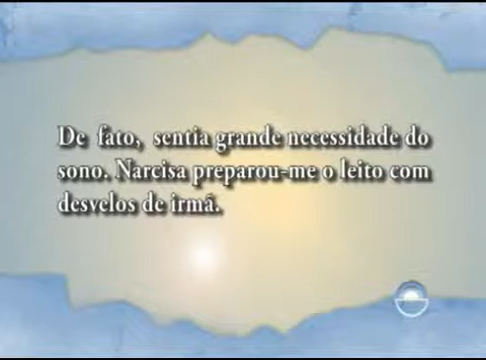 De fato, sentia grande necessidade do
sono. Narcisa preparou-me o leito com
desvelos de irmã.